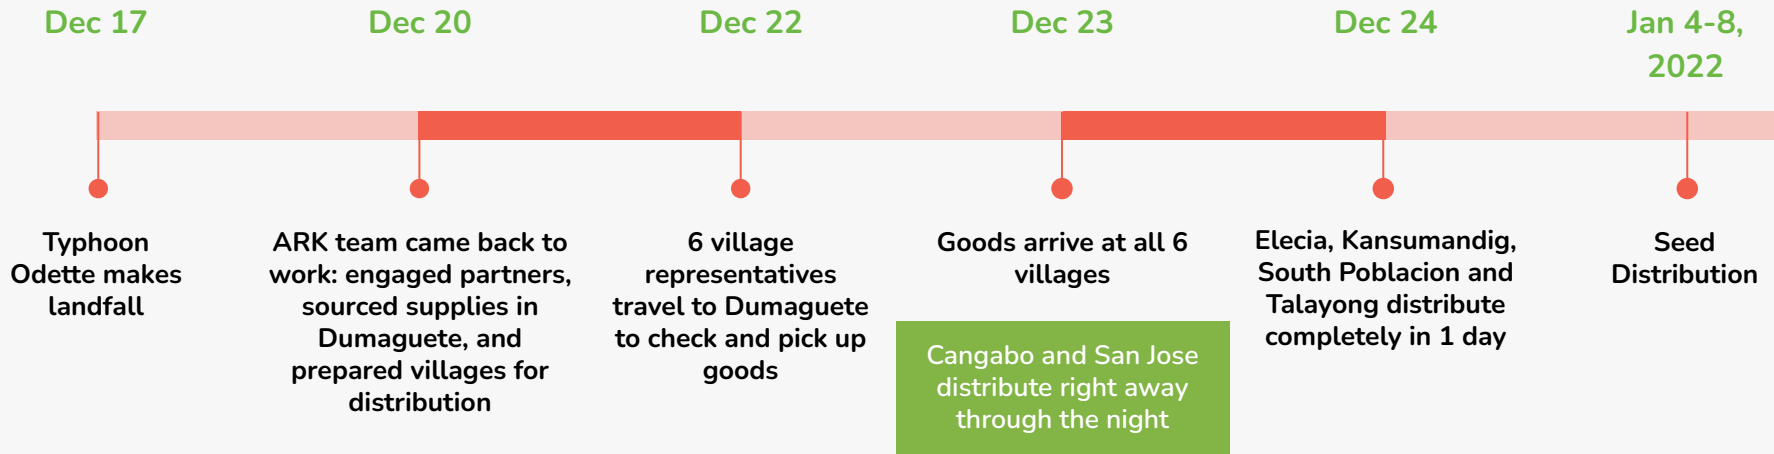 Dec 17
Dec 20
Dec 22
Dec 23
Dec 24
Jan 4-8,
2022
Typhoon
Odette makes
landfall
ARK team came back to
work: engaged partners,
sourced supplies in
Dumaguete, and
prepared villages for
distribution
6 village
representatives
travel to Dumaguete
to check and pick up
goods
Goods arrive at all 6
villages
Cangabo and San Jose
distribute right away
through the night
Elecia, Kansumandig,
South Poblacion and
Talayong distribute
completely in 1 day
Seed
Distribution